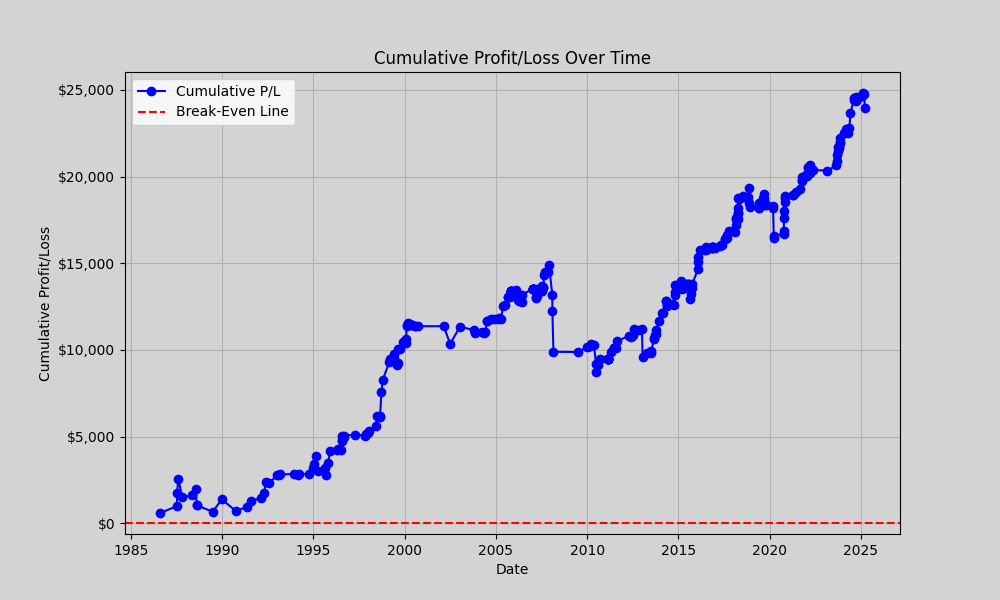 Cumulative Profit/Loss Over Time
Cumulative P/L
Break-Even Line
Cumulative Profit/Loss
$25,000
$20,000
$15,000
$10,000
$5,000
$0
1985 1990 1995 2000 2005 2010 2015 2020 2025
Date